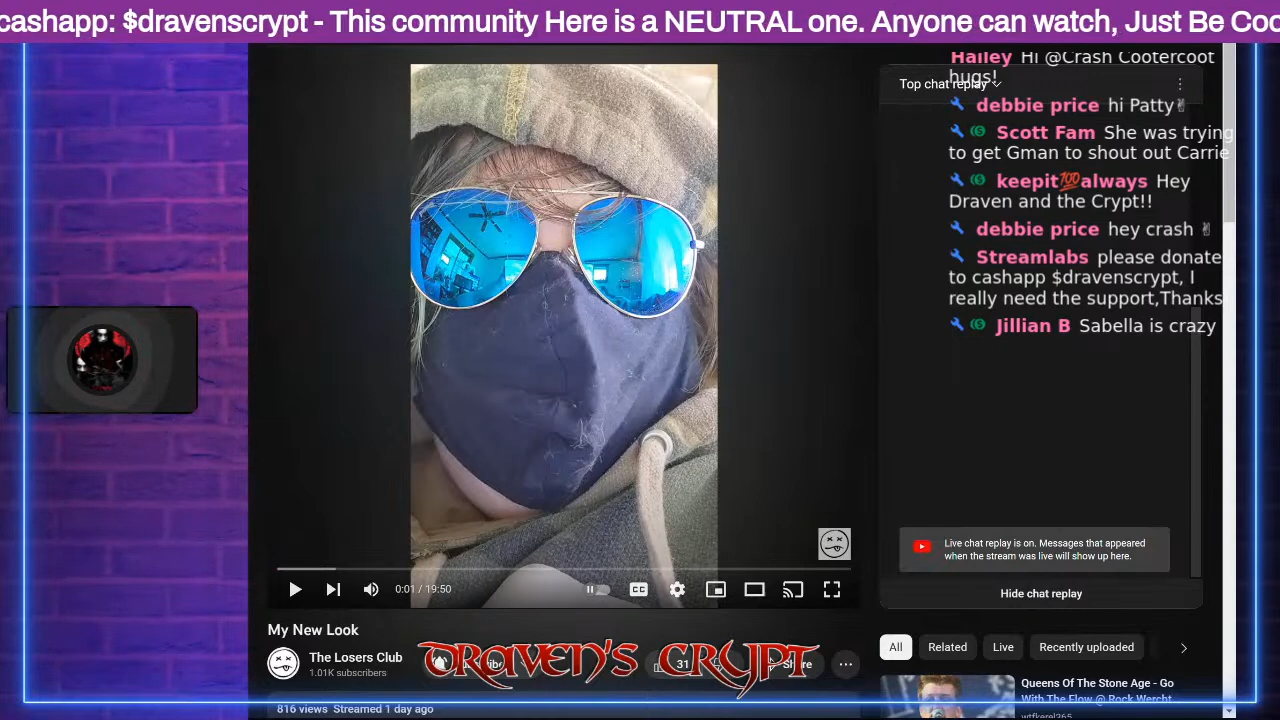 cashapp: $dravenscrypt - This community Here is a NEUTRAL one. Anyone can watch, Just Be Coo
Hailey Hi @Crash Cootercoot
hugs!
Top chat replay
debbie price hi Patty✌
Scott Fam She was trying
to get Gman to shout out Carrie
keepit💯always Hey
Draven and the Crypt!!
debbie price hey crash ✌
Streamlabs please donate
to cashapp $dravenscrypt, I
really need the support,Thanks
Jillian B Sabella is crazy
Live chat replay is on. Messages that appeared
when the stream was live will show up here.
Hide chat replay
0:01 / 19:50
CC
My New Look
The Losers Club
1.01K subscribers
DRAVEN'S CRYPT
31
Share
816 views Streamed 1 day ago
All
Related
Live
Recently uploaded
Queens Of The Stone Age - Go
With The Flow @ Rock Wercht
wtfkerel365